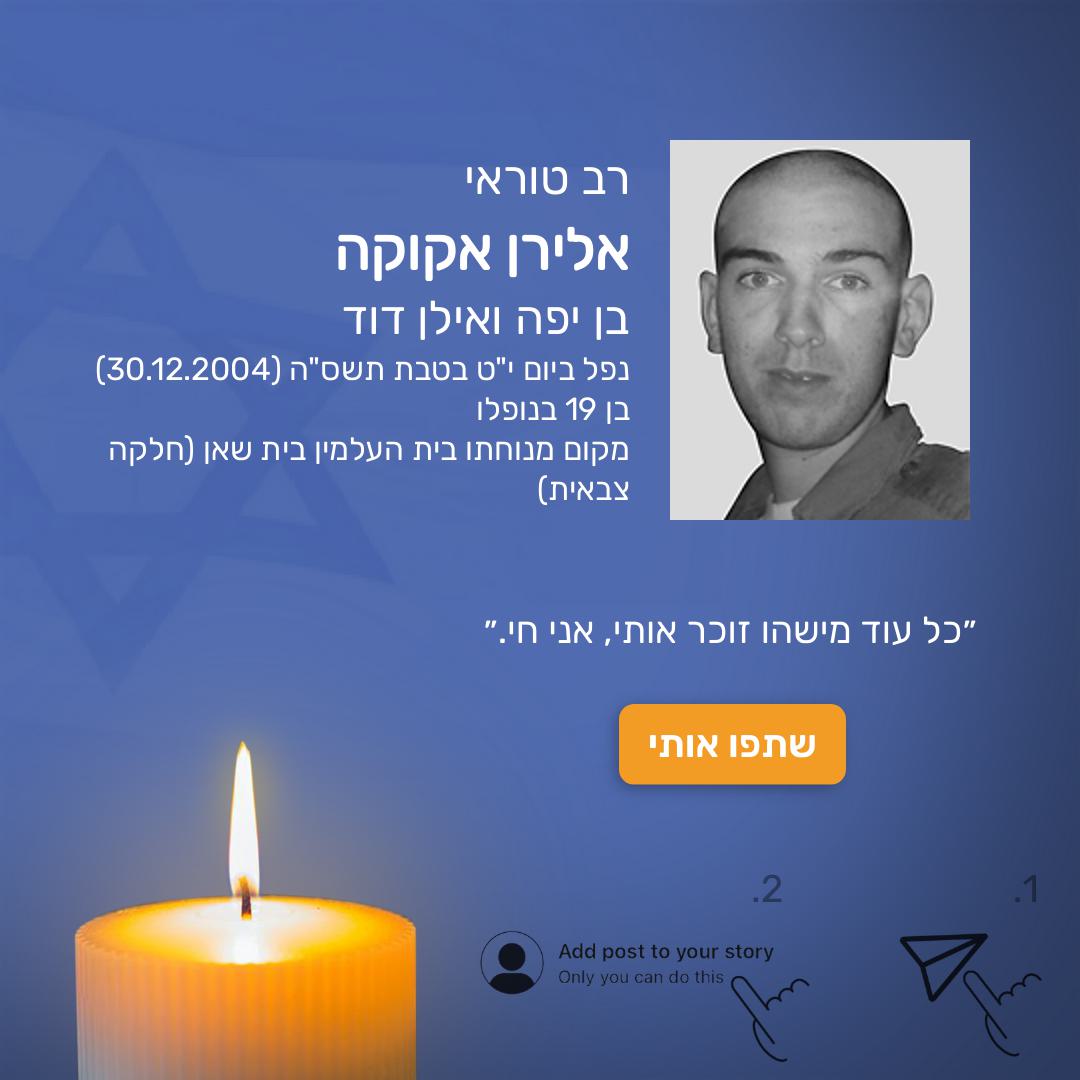 רב טוראי
אלירן אקוקה
בן יפה ואילן דוד
נפל ביום י"ט בטבת תשס"ה (30.12.2004)
בן 19 בנופלו
מקום מנוחתו בית העלמין בית שאן (חלקה
צבאית)
״כל עוד מישהו זוכר אותי, אני חי.״
שתפו אותי
.1
.2
Add post to your story
Only you can do this